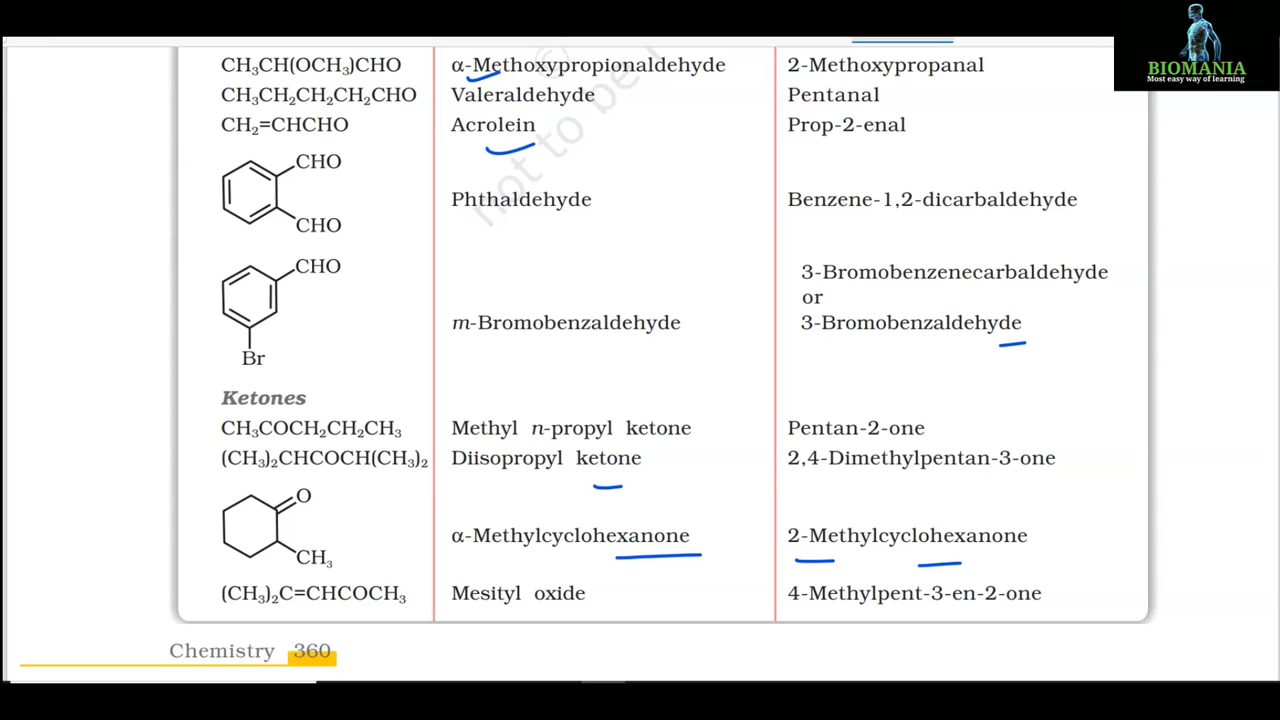 BIOMANIA
Most easy way of learning
CH₃CH(OCH₃)CHO α-Methoxypropionaldehyde 2-Methoxypropanal
CH₃CH₂CH₂CH₂CHO Valeraldehyde Pentanal
CH₂=CHCHO Acrolein Prop-2-enal
CHO
CHO
Phthaldehyde Benzene-1,2-dicarbaldehyde
CHO
Br
m-Bromobenzaldehyde
3-Bromobenzenecarbaldehyde
or
3-Bromobenzaldehyde
Ketones
CH₃COCH₂CH₂CH₃ Methyl n-propyl ketone Pentan-2-one
(CH₃)₂CHCOCH(CH₃)₂ Diisopropyl ketone 2,4-Dimethylpentan-3-one
O
CH₃
α-Methylcyclohexanone 2-Methylcyclohexanone
(CH₃)₂C=CHCOCH₃ Mesityl oxide 4-Methylpent-3-en-2-one
Chemistry 360
© not to be